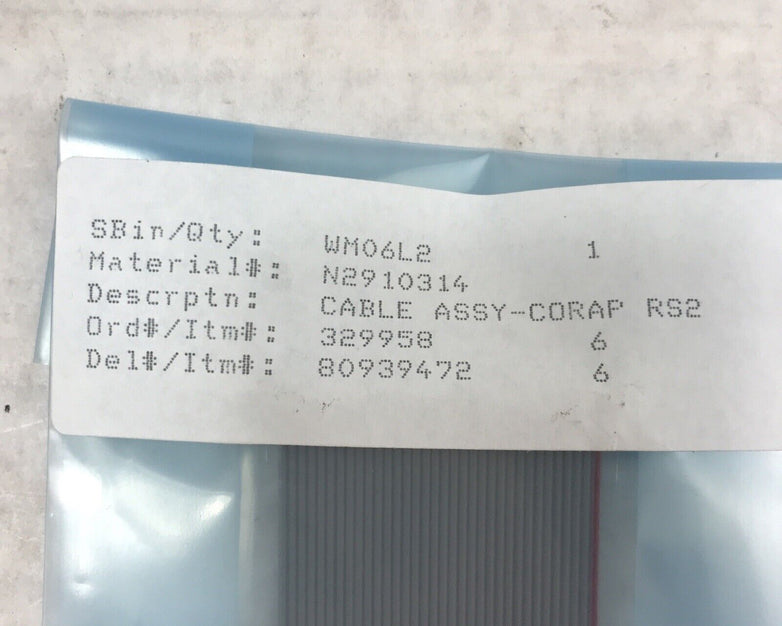 SBin/Qty: WM06L2 1
Material#: N2910314
Descrptn: CABLE ASSY-CORAP RS2
Ord#/Itm#: 329958 6
Del#/Itm#: 80939472 6